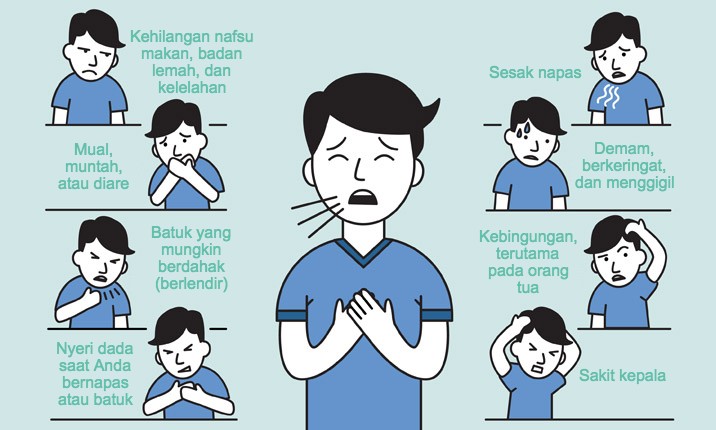 Kehilangan nafsu
makan, badan
lemah, dan
kelelahan
Mual,
muntah,
atau diare
Batuk yang
mungkin
berdahak
(berlendir)
Nyeri dada
saat Anda
bernapas
atau batuk
Sesak napas
Demam,
berkeringat,
dan menggigil
Kebingungan,
terutama
pada orang
tua
Sakit kepala